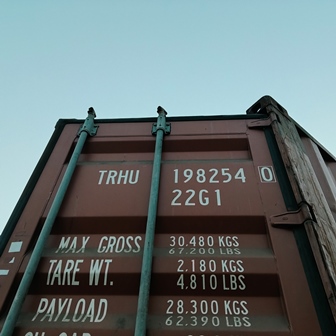 TRHU 198254 0
22G1
MAX GROSS 30.480 KGS
67.200 LBS
TARE WT. 2.180 KGS
4.810 LBS
PAYLOAD 28.300 KGS
62.390 LBS